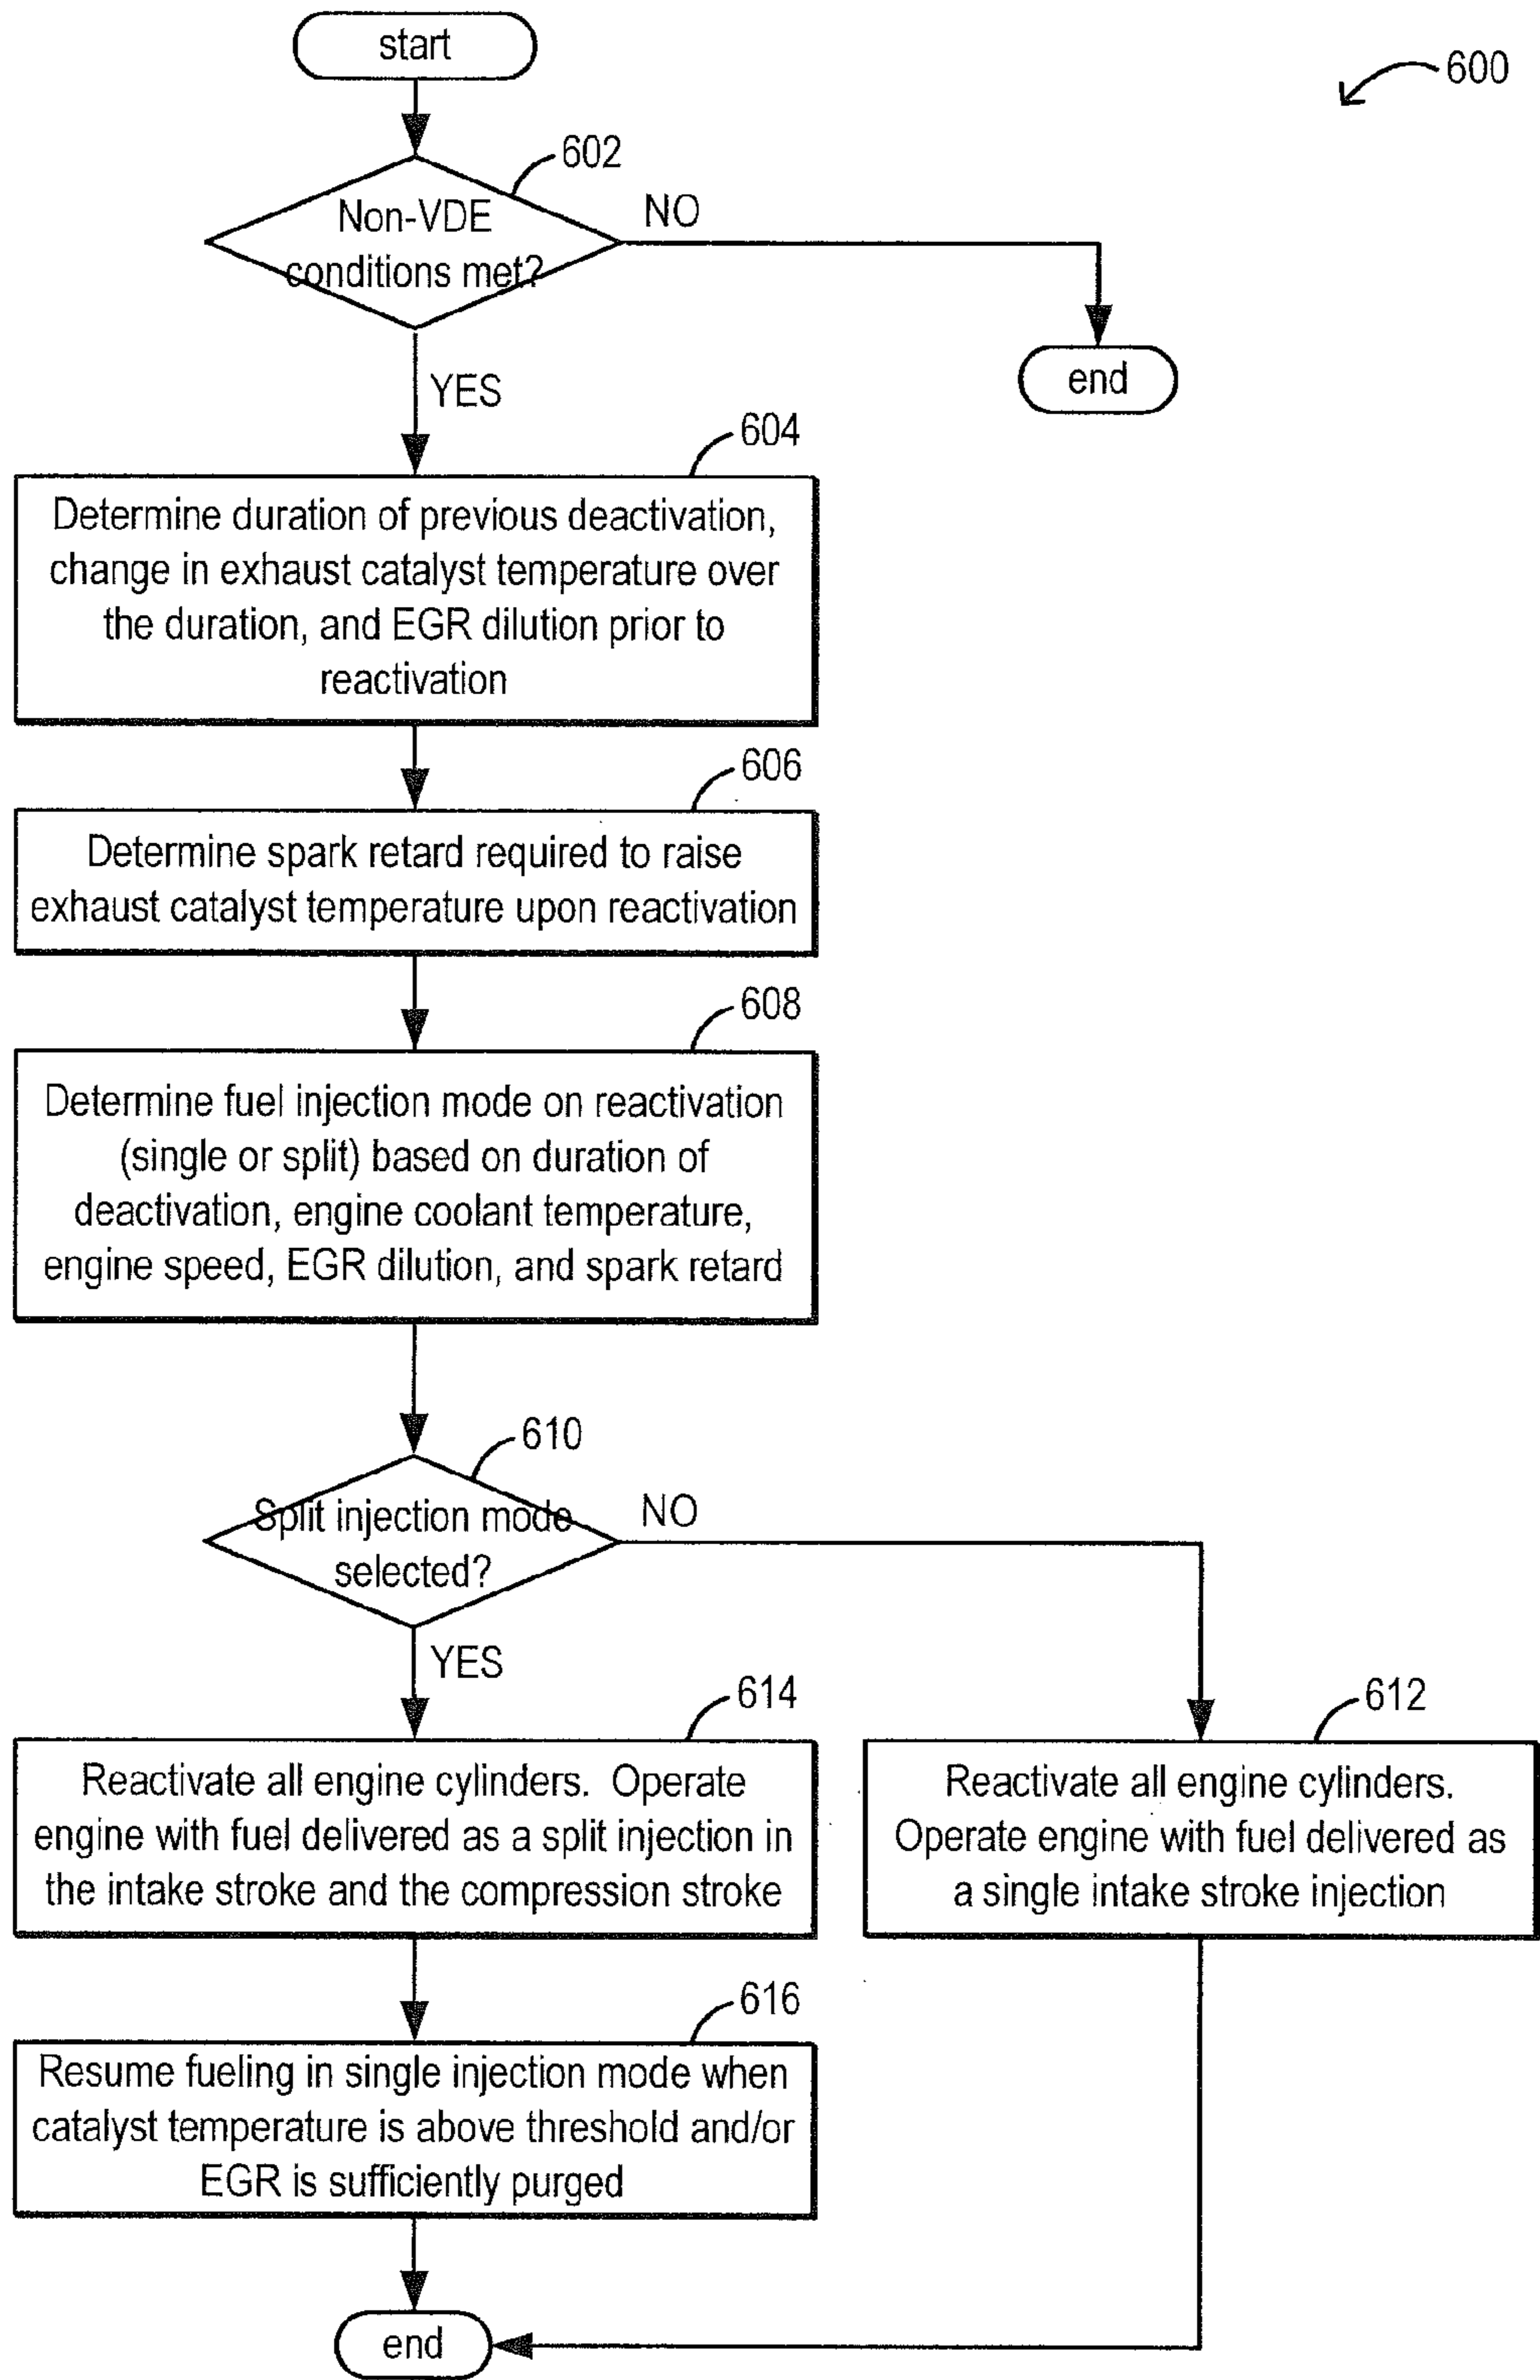 start
600
602
Non-VDE
conditions met?
NO
end
YES
604
Determine duration of previous deactivation,
change in exhaust catalyst temperature over
the duration, and EGR dilution prior to
reactivation
606
Determine spark retard required to raise
exhaust catalyst temperature upon reactivation
608
Determine fuel injection mode on reactivation
(single or split) based on duration of
deactivation, engine coolant temperature,
engine speed, EGR dilution, and spark retard
610
Split injection mode
selected?
NO
YES
614
Reactivate all engine cylinders. Operate
engine with fuel delivered as a split injection in
the intake stroke and the compression stroke
612
Reactivate all engine cylinders.
Operate engine with fuel delivered as
a single intake stroke injection
616
Resume fueling in single injection mode when
catalyst temperature is above threshold and/or
EGR is sufficiently purged
end